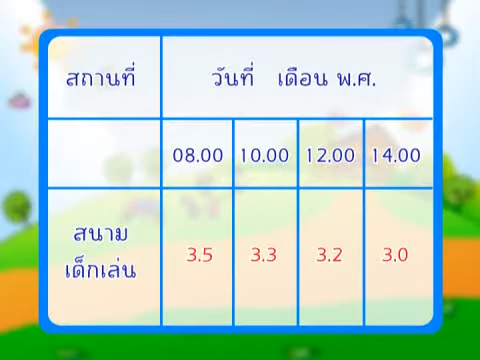 สถานที่ วันที่ เดือน พ.ศ.
08.00 10.00 12.00 14.00
สนาม
เด็กเล่น 3.5 3.3 3.2 3.0